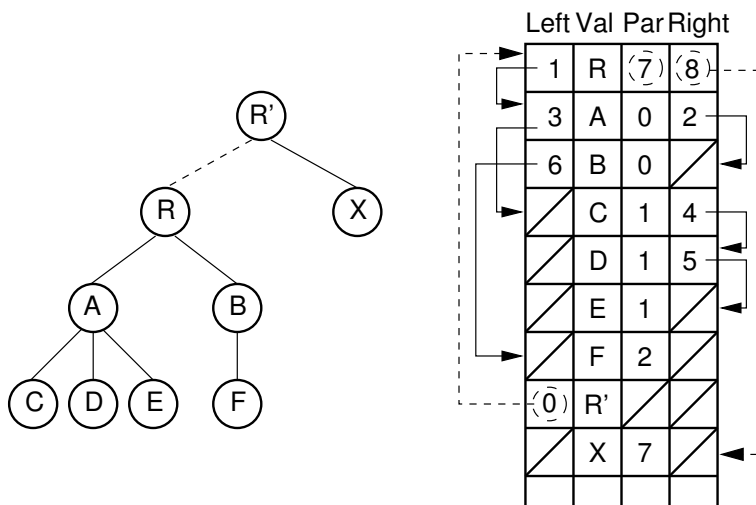 Left Val Par Right
1 R 7 8
R'
3 A 0 2
6 B 0
R X
C 1 4
D 1 5
A B
E 1
F 2
C D E F
0 R'
X 7